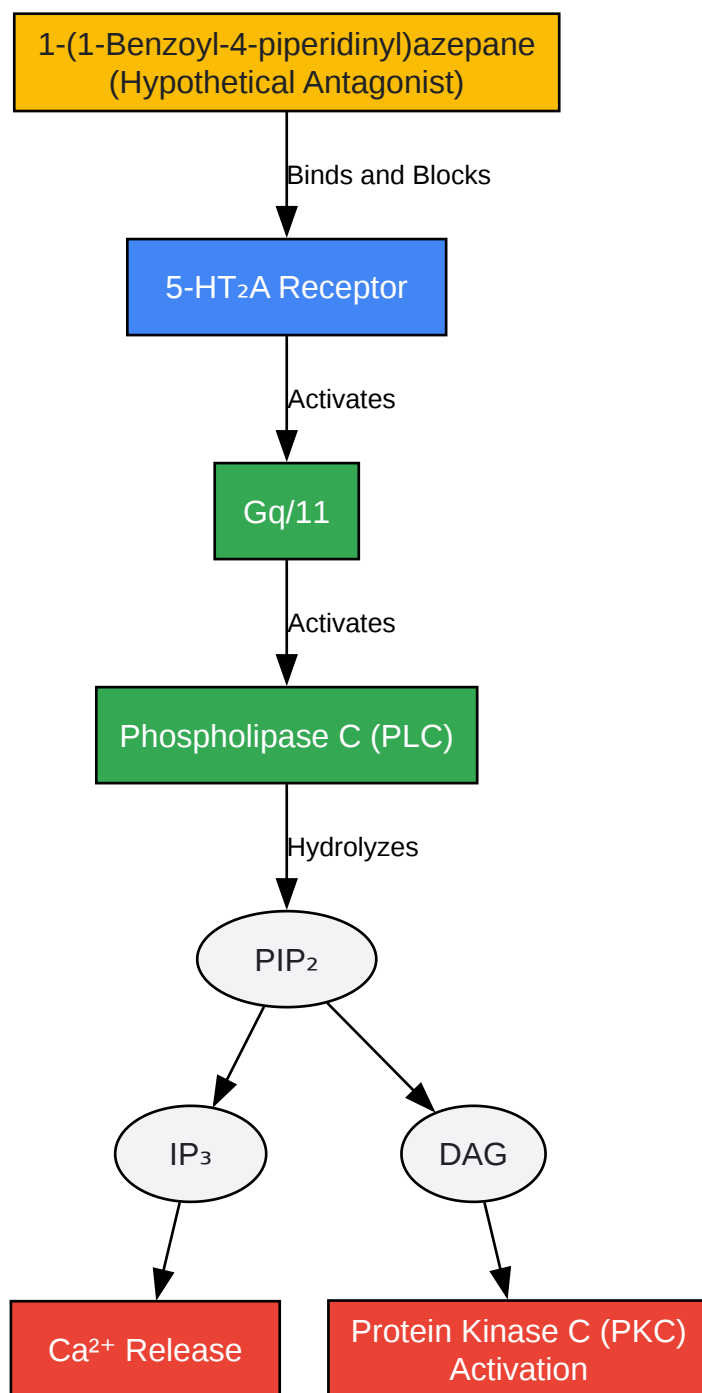 1-(1-Benzoyl-4-piperidinyl)azepane
(Hypothetical Antagonist)
Binds and Blocks
5-HT₂A Receptor
Activates
Gq/11
Activates
Phospholipase C (PLC)
Hydrolyzes
PIP₂
IP₃
DAG
Ca²⁺ Release
Protein Kinase C (PKC)
Activation